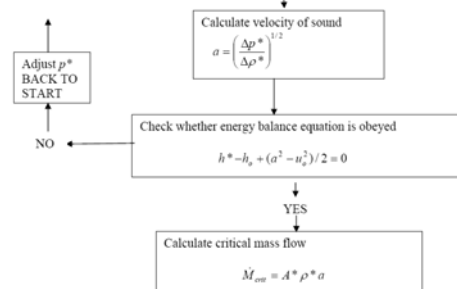 Calculate velocity of sound
a = (Δp* / Δρ*)^1/2
Adjust p*
BACK TO
START
Check whether energy balance equation is obeyed
NO
h* – h_o + (a² – u_o²) / 2 = 0
YES
Calculate critical mass flow
Ṁ_crit = A* ρ* a